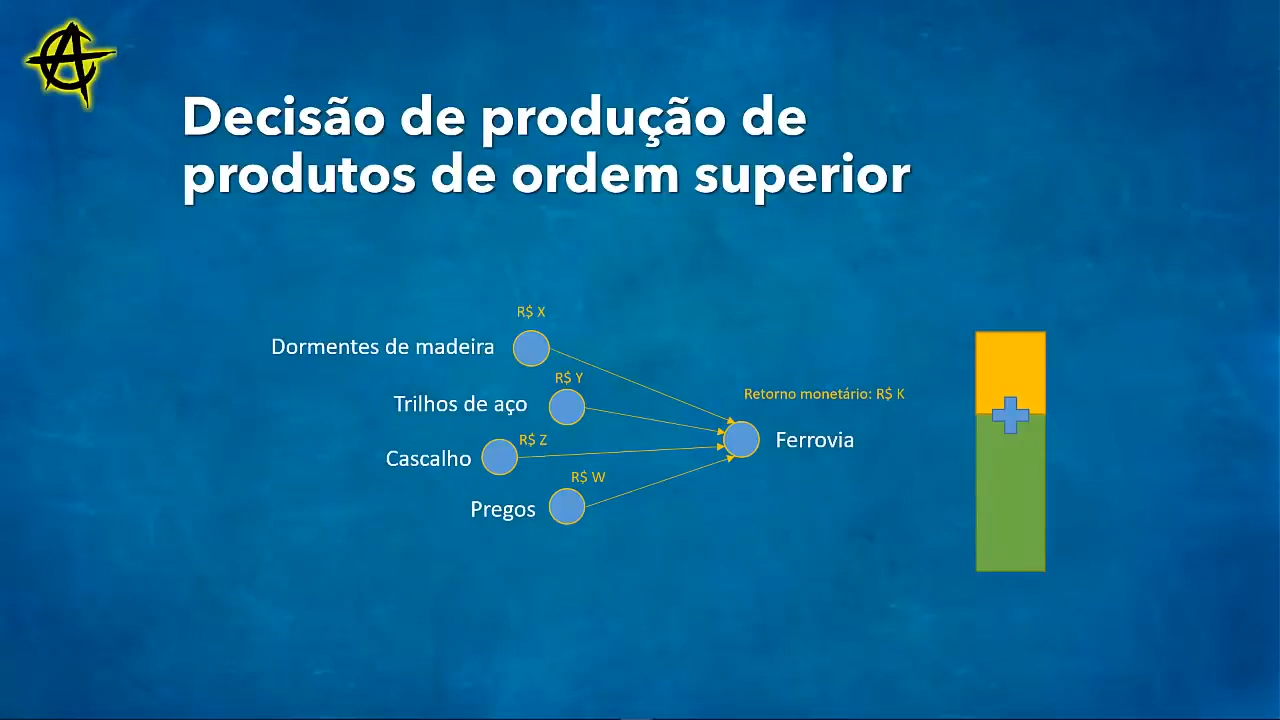 Decisão de produção de
produtos de ordem superior
R$ X
Dormentes de madeira
R$ Y
Trilhos de aço
Retorno monetário: R$ K
R$ Z
Ferrovia
Cascalho
R$ W
Pregos